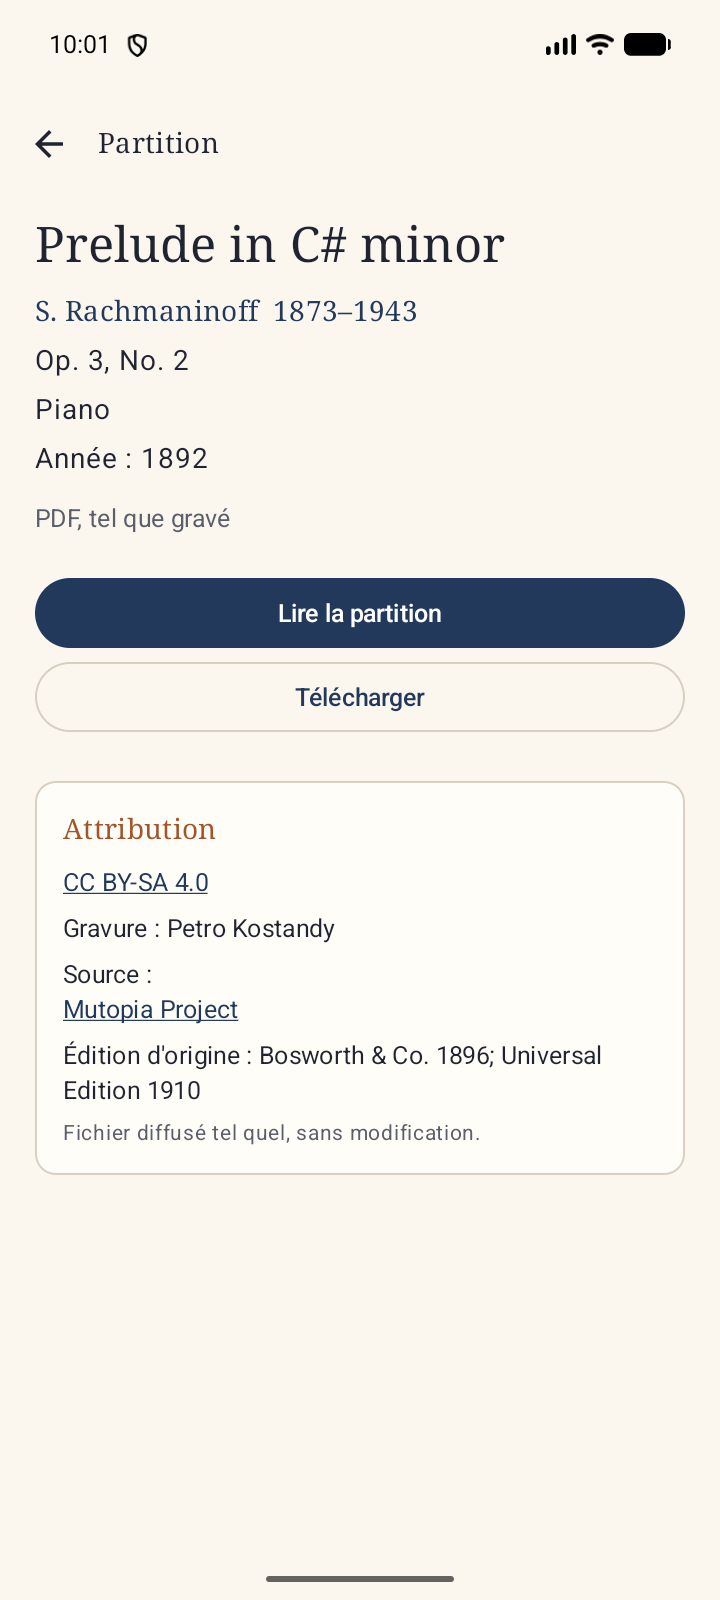 10:01
Partition
Prelude in C# minor
S. Rachmaninoff 1873–1943
Op. 3, No. 2
Piano
Année : 1892
PDF, tel que gravé
Lire la partition
Télécharger
Attribution
CC BY-SA 4.0
Gravure : Petro Kostandy
Source :
Mutopia Project
Édition d'origine : Bosworth & Co. 1896; Universal
Edition 1910
Fichier diffusé tel quel, sans modification.